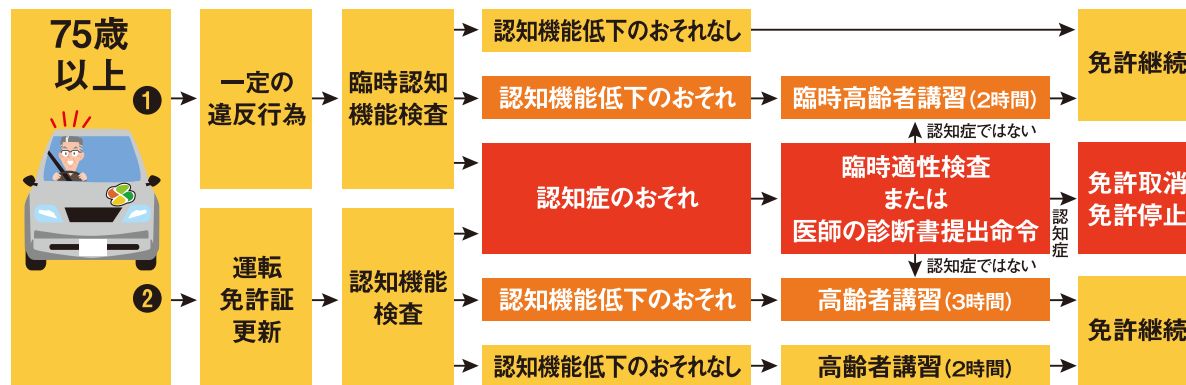 75歳
以上
❶
一定の
違反行為
臨時認知
機能検査
認知機能低下のおそれなし
免許継続
認知機能低下のおそれ
臨時高齢者講習(2時間)
認知症ではない
認知症のおそれ
臨時適性検査
または
医師の診断書提出命令
認知症
免許取消
免許停止
❷
運転
免許証
更新
認知機能
検査
認知症ではない
認知機能低下のおそれ
高齢者講習(3時間)
免許継続
認知機能低下のおそれなし
高齢者講習(2時間)